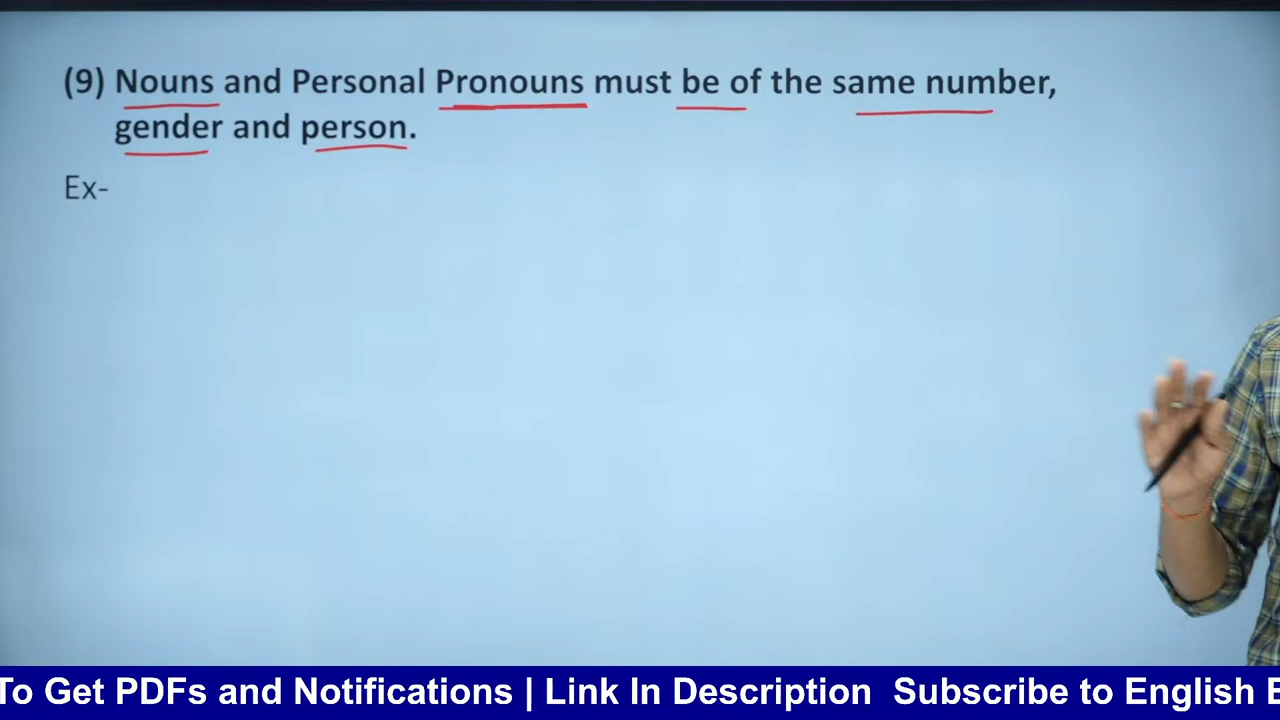 (9) Nouns and Personal Pronouns must be of the same number,
gender and person.
Ex-
To Get PDFs and Notifications | Link In Description Subscribe to English